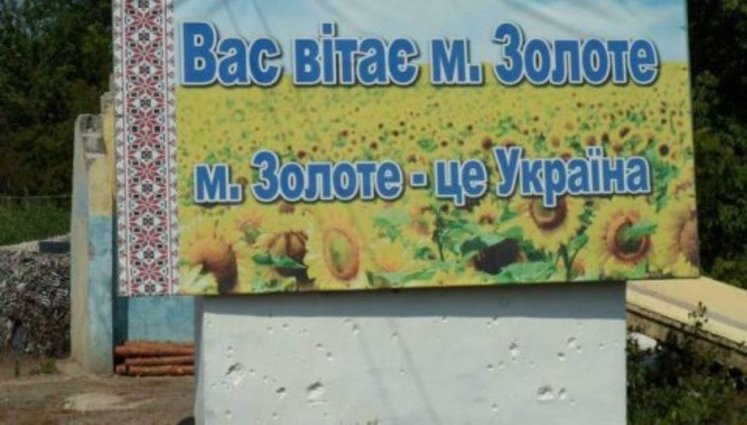 Вас вітає м. Золоте
м. Золоте - це Україна